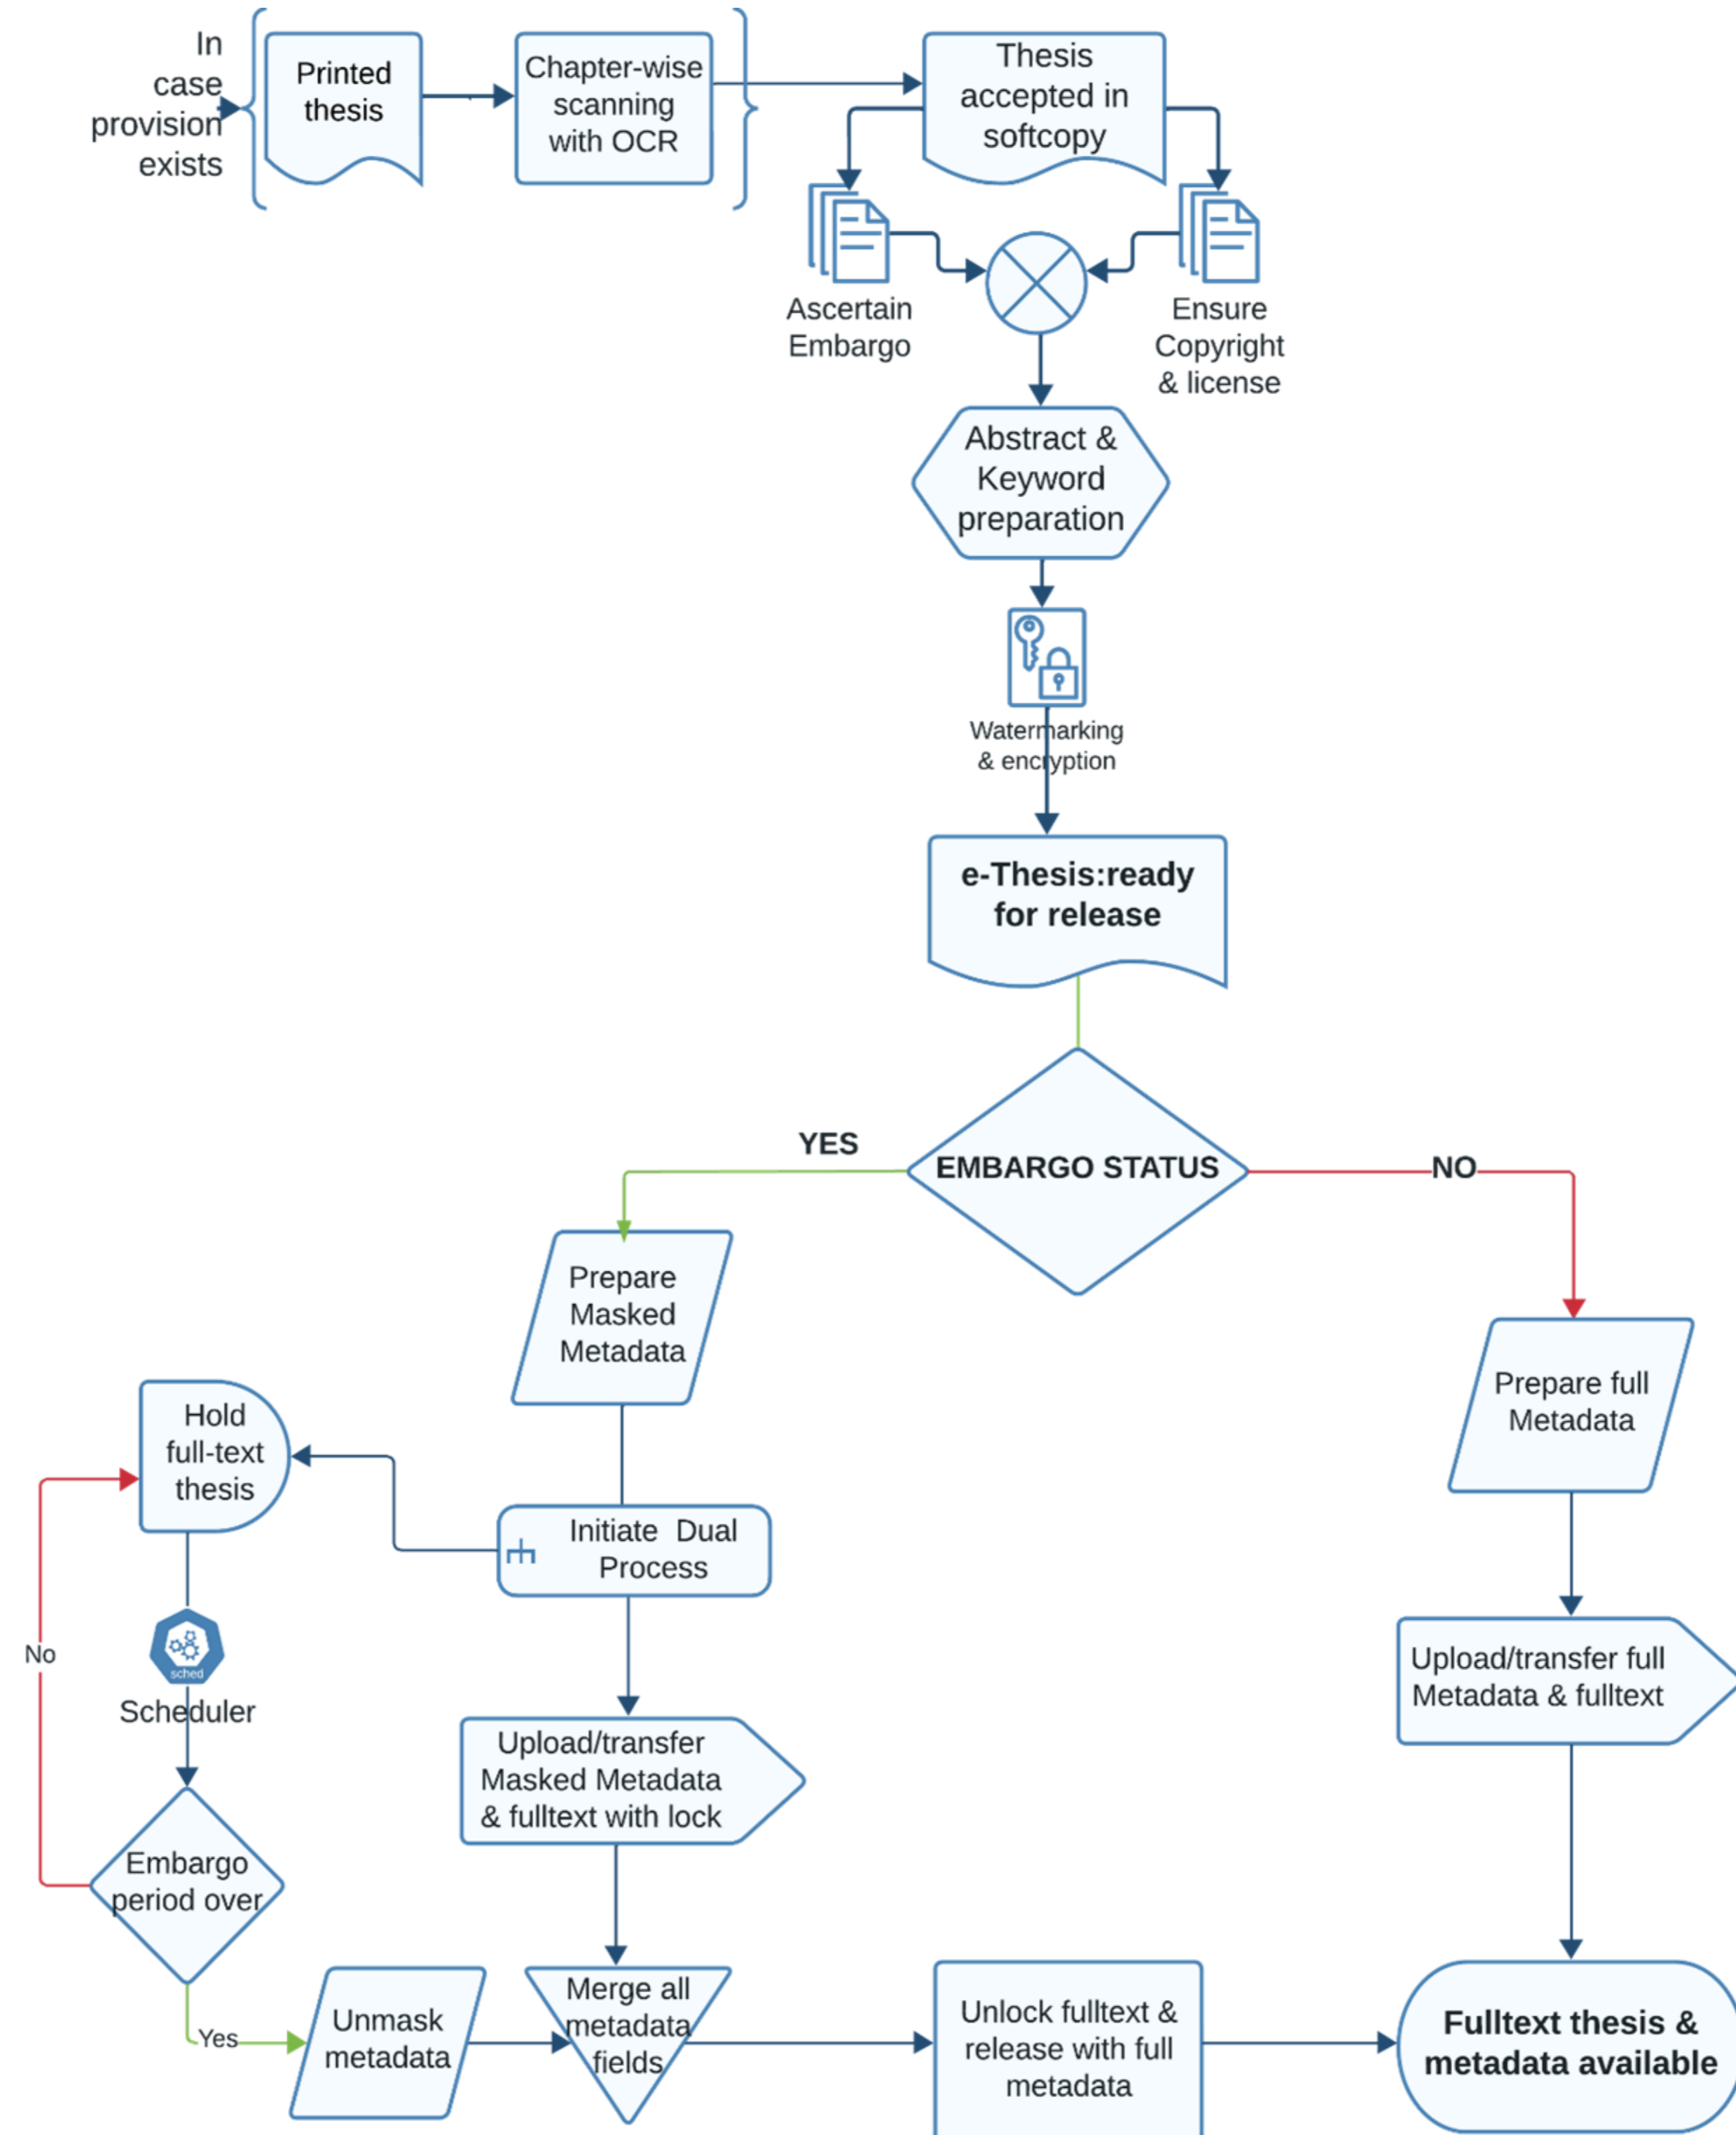 In
case
provision
exists
Printed
thesis
Chapter-wise
scanning
with OCR
Thesis
accepted in
softcopy
Ascertain
Embargo
Ensure
Copyright
& license
Abstract &
Keyword
preparation
Watermarking
& encryption
e-Thesis:ready
for release
EMBARGO STATUS
YES
NO
Prepare
Masked
Metadata
Prepare full
Metadata
Hold
full-text
thesis
Initiate Dual
Process
No
sched
Scheduler
Upload/transfer full
Metadata & fulltext
Upload/transfer
Masked Metadata
& fulltext with lock
Embargo
period over
Yes
Unmask
metadata
Merge all
metadata
fields
Unlock fulltext &
release with full
metadata
Fulltext thesis &
metadata available